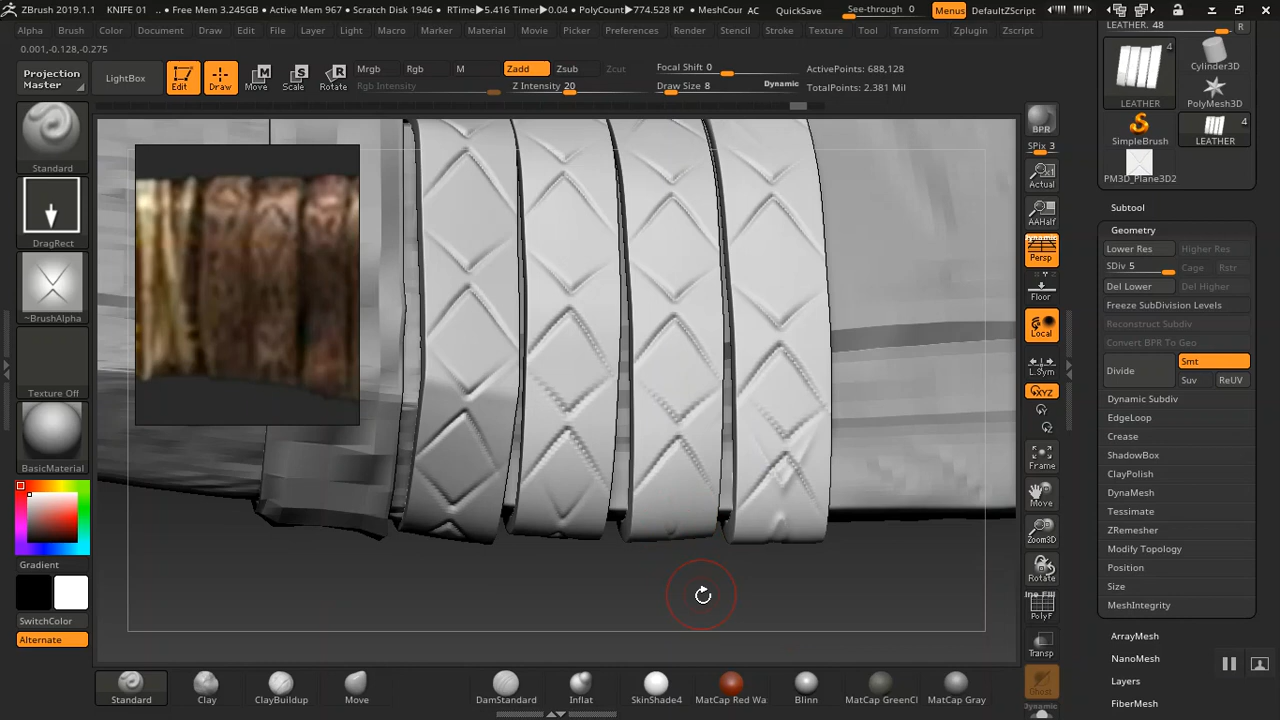 ZBrush 2019.1.1 KNIFE 01 • Free Mem 3.245GB • Active Mem 967 • Scratch Disk 1946 • RTime▸5.416 Timer▸0.04 • PolyCount▸774.528 KP • MeshCour AC QuickSave See-through 0 Menus DefaultZScript
Alpha Brush Color Document Draw Edit File Layer Light Macro Marker Material Movie Picker Preferences Render Stencil Stroke Texture Tool Transform Zplugin Zscript
0.001,-0.128,-0.275
Projection Master
LightBox
Edit
Draw
Move
Scale
Rotate
Mrgb Rgb M Zadd Zsub Zcut
Rgb Intensity Z Intensity 20
Focal Shift 0
Draw Size 8 Dynamic
ActivePoints: 688,128
TotalPoints: 2.381 Mil
Standard
DragRect
~BrushAlpha
Texture Off
BasicMaterial
Gradient
SwitchColor
Alternate
BPR
SPix 3
Actual
AAHalf
Dynamic
Persp
Floor
Local
L.Sym
XYZ
Frame
Move
Zoom3D
Rotate
Line Fill
PolyF
Transp
Ghost
Dynamic
LEATHER. 48 R
4
LEATHER
Cylinder3D
PolyMesh3D
SimpleBrush
4
LEATHER
PM3D_Plane3D2
Subtool
Geometry
Lower Res Higher Res
SDiv 5 Cage Rstr
Del Lower Del Higher
Freeze SubDivision Levels
Reconstruct Subdiv
Convert BPR To Geo
Divide Smt
Suv ReUV
Dynamic Subdiv
EdgeLoop
Crease
ShadowBox
ClayPolish
DynaMesh
Tessimate
ZRemesher
Modify Topology
Position
Size
MeshIntegrity
ArrayMesh
NanoMesh
Layers
FiberMesh
Standard Clay ClayBuildup Move DamStandard Inflat SkinShade4 MatCap Red Wa Blinn MatCap GreenCl MatCap Gray